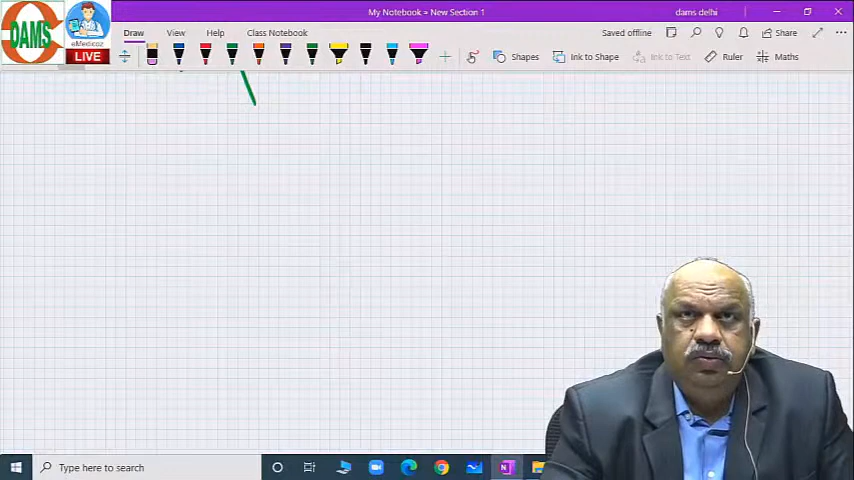 My Notebook » New Section 1
dams delhi
DAMS
eMedicoz
LIVE
Draw
View
Help
Class Notebook
Saved offline
Share
Shapes
Ink to Shape
Ink to Text
Ruler
Maths
Type here to search